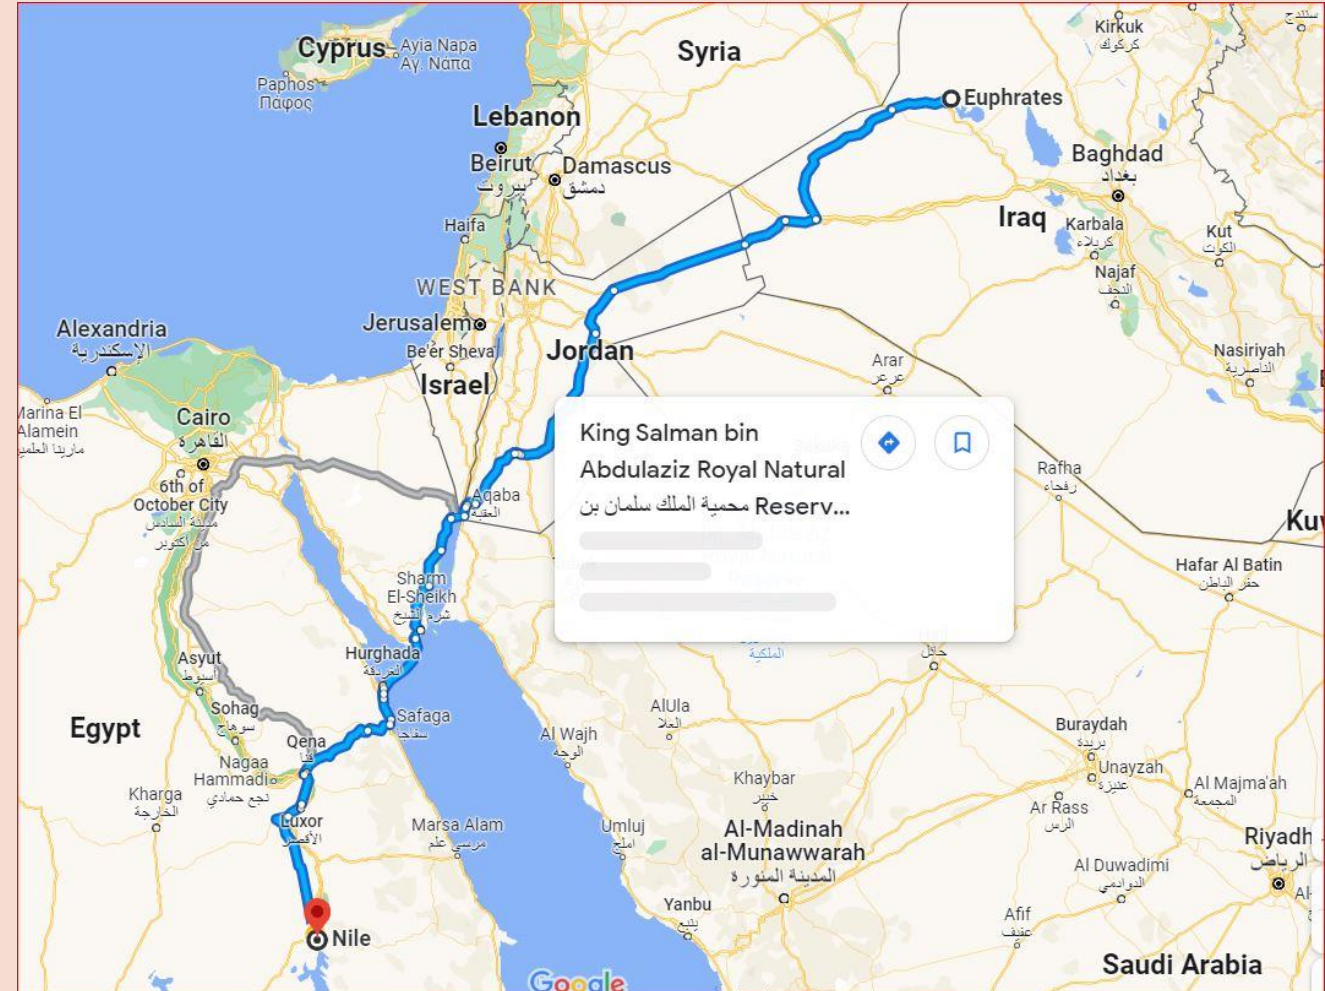 Cyprus
Ayia Napa
Αγ. Νάπα
Paphos
Πάφος
Syria
Kirkuk
كركوك
سنندج
Lebanon
Beirut
بيروت
Damascus
دمشق
Euphrates
Baghdad
بغداد
Haifa
Iraq
Karbala
كربلاء
Kut
الكوت
Najaf
النجف
WEST BANK
Alexandria
الإسكندرية
Jerusalem
Be'er Sheva
Jordan
Israel
Arar
عرعر
Nasiriyah
الناصرية
Marina El
Alamein
مارينا العلمين
Cairo
القاهرة
King Salman bin
Abdulaziz Royal Natural
محمية الملك سلمان بن Reserv...
6th of
October City
مدينة السادس
من أكتوبر
Aqaba
العقبة
Rafha
رفحاء
Kuw
Hafar Al Batin
حفر الباطن
Sharm
El-Sheikh
شرم الشيخ
حائل
الملكية
Asyut
أسيوط
Hurghada
الغردقة
Sohag
سوهاج
Safaga
سفاجا
AlUla
العلا
Egypt
Qena
قنا
Al Wajh
الوجه
Buraydah
بريدة
Nagaa
Hammadi
نجع حمادي
Unayzah
عنيزة
Khaybar
خيبر
Al Majma'ah
المجمعة
Kharga
الخارجة
Luxor
الأقصر
Marsa Alam
مرسى علم
Umluj
املج
Ar Rass
الرس
Al-Madinah
al-Munawwarah
المدينة المنورة
Riyadh
الرياض
Al Duwadimi
الدوادمي
Al-
Yanbu
ينبع
Afif
عفيف
Nile
Saudi Arabia
Google